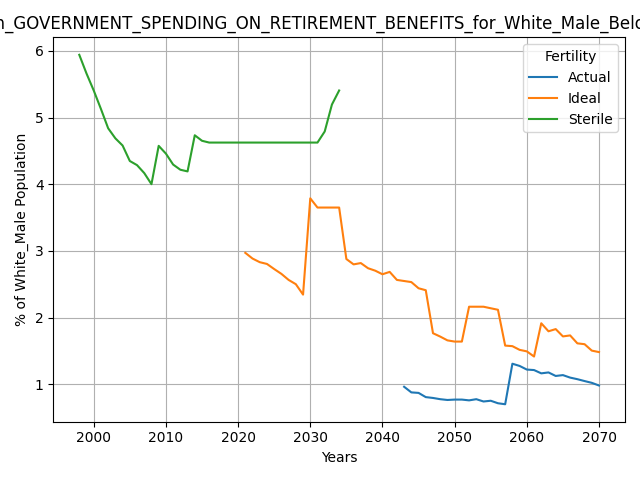 GOVERNMENT_SPENDING_ON_RETIREMENT_BENEFITS_for_White_Male
Fertility
Actual
Ideal
Sterile
% of White_Male Population
6
5
4
3
2
1
2000 2010 2020 2030 2040 2050 2060 2070
Years